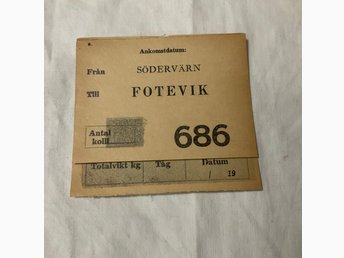 Ankomstdatum:
Från SÖDERVÄRN
Till FOTEVIK
Antal
kolli 686
Totalvikt kg Tåg Datum
/ 19